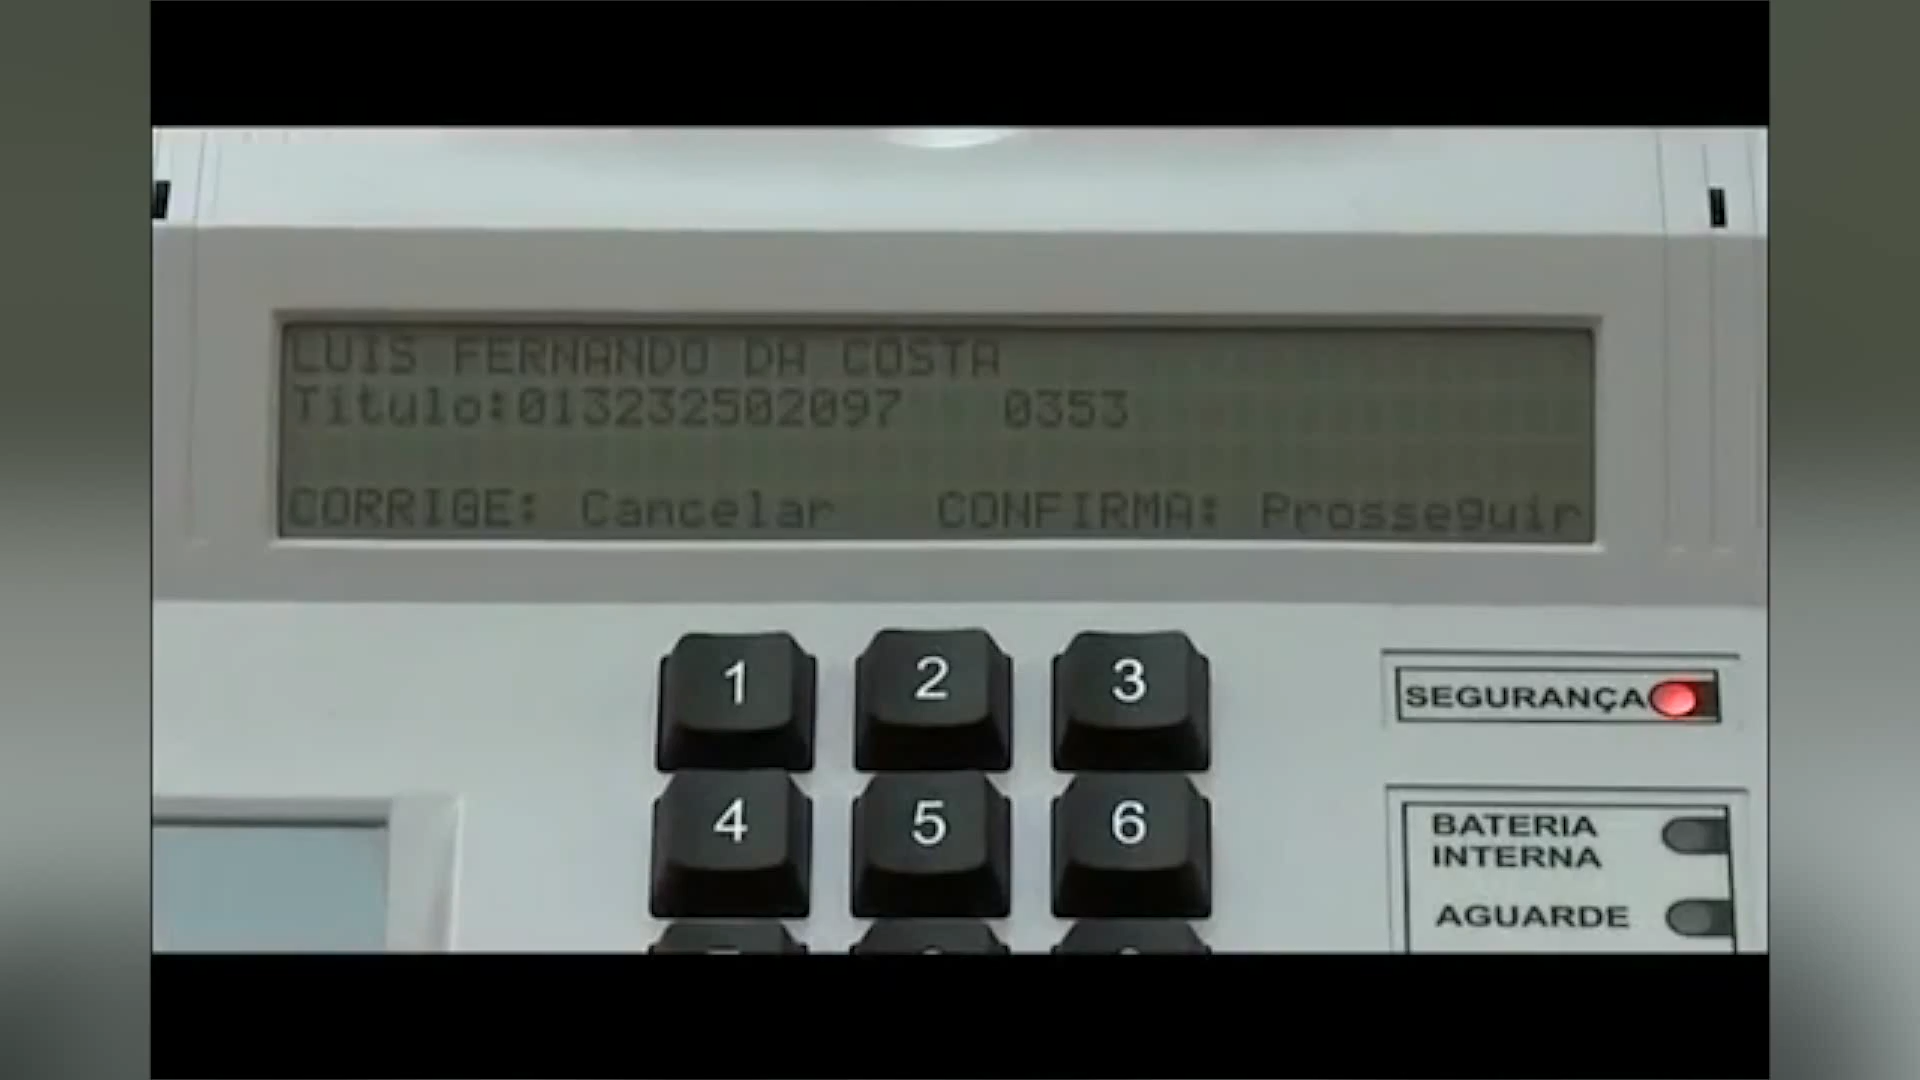 LUIS FERNANDO DA COSTA
Título:013232502097 0353
CORRIGE: Cancelar CONFIRMA: Prosseguir
1 2 3
SEGURANÇA
4 5 6
BATERIA
INTERNA
AGUARDE